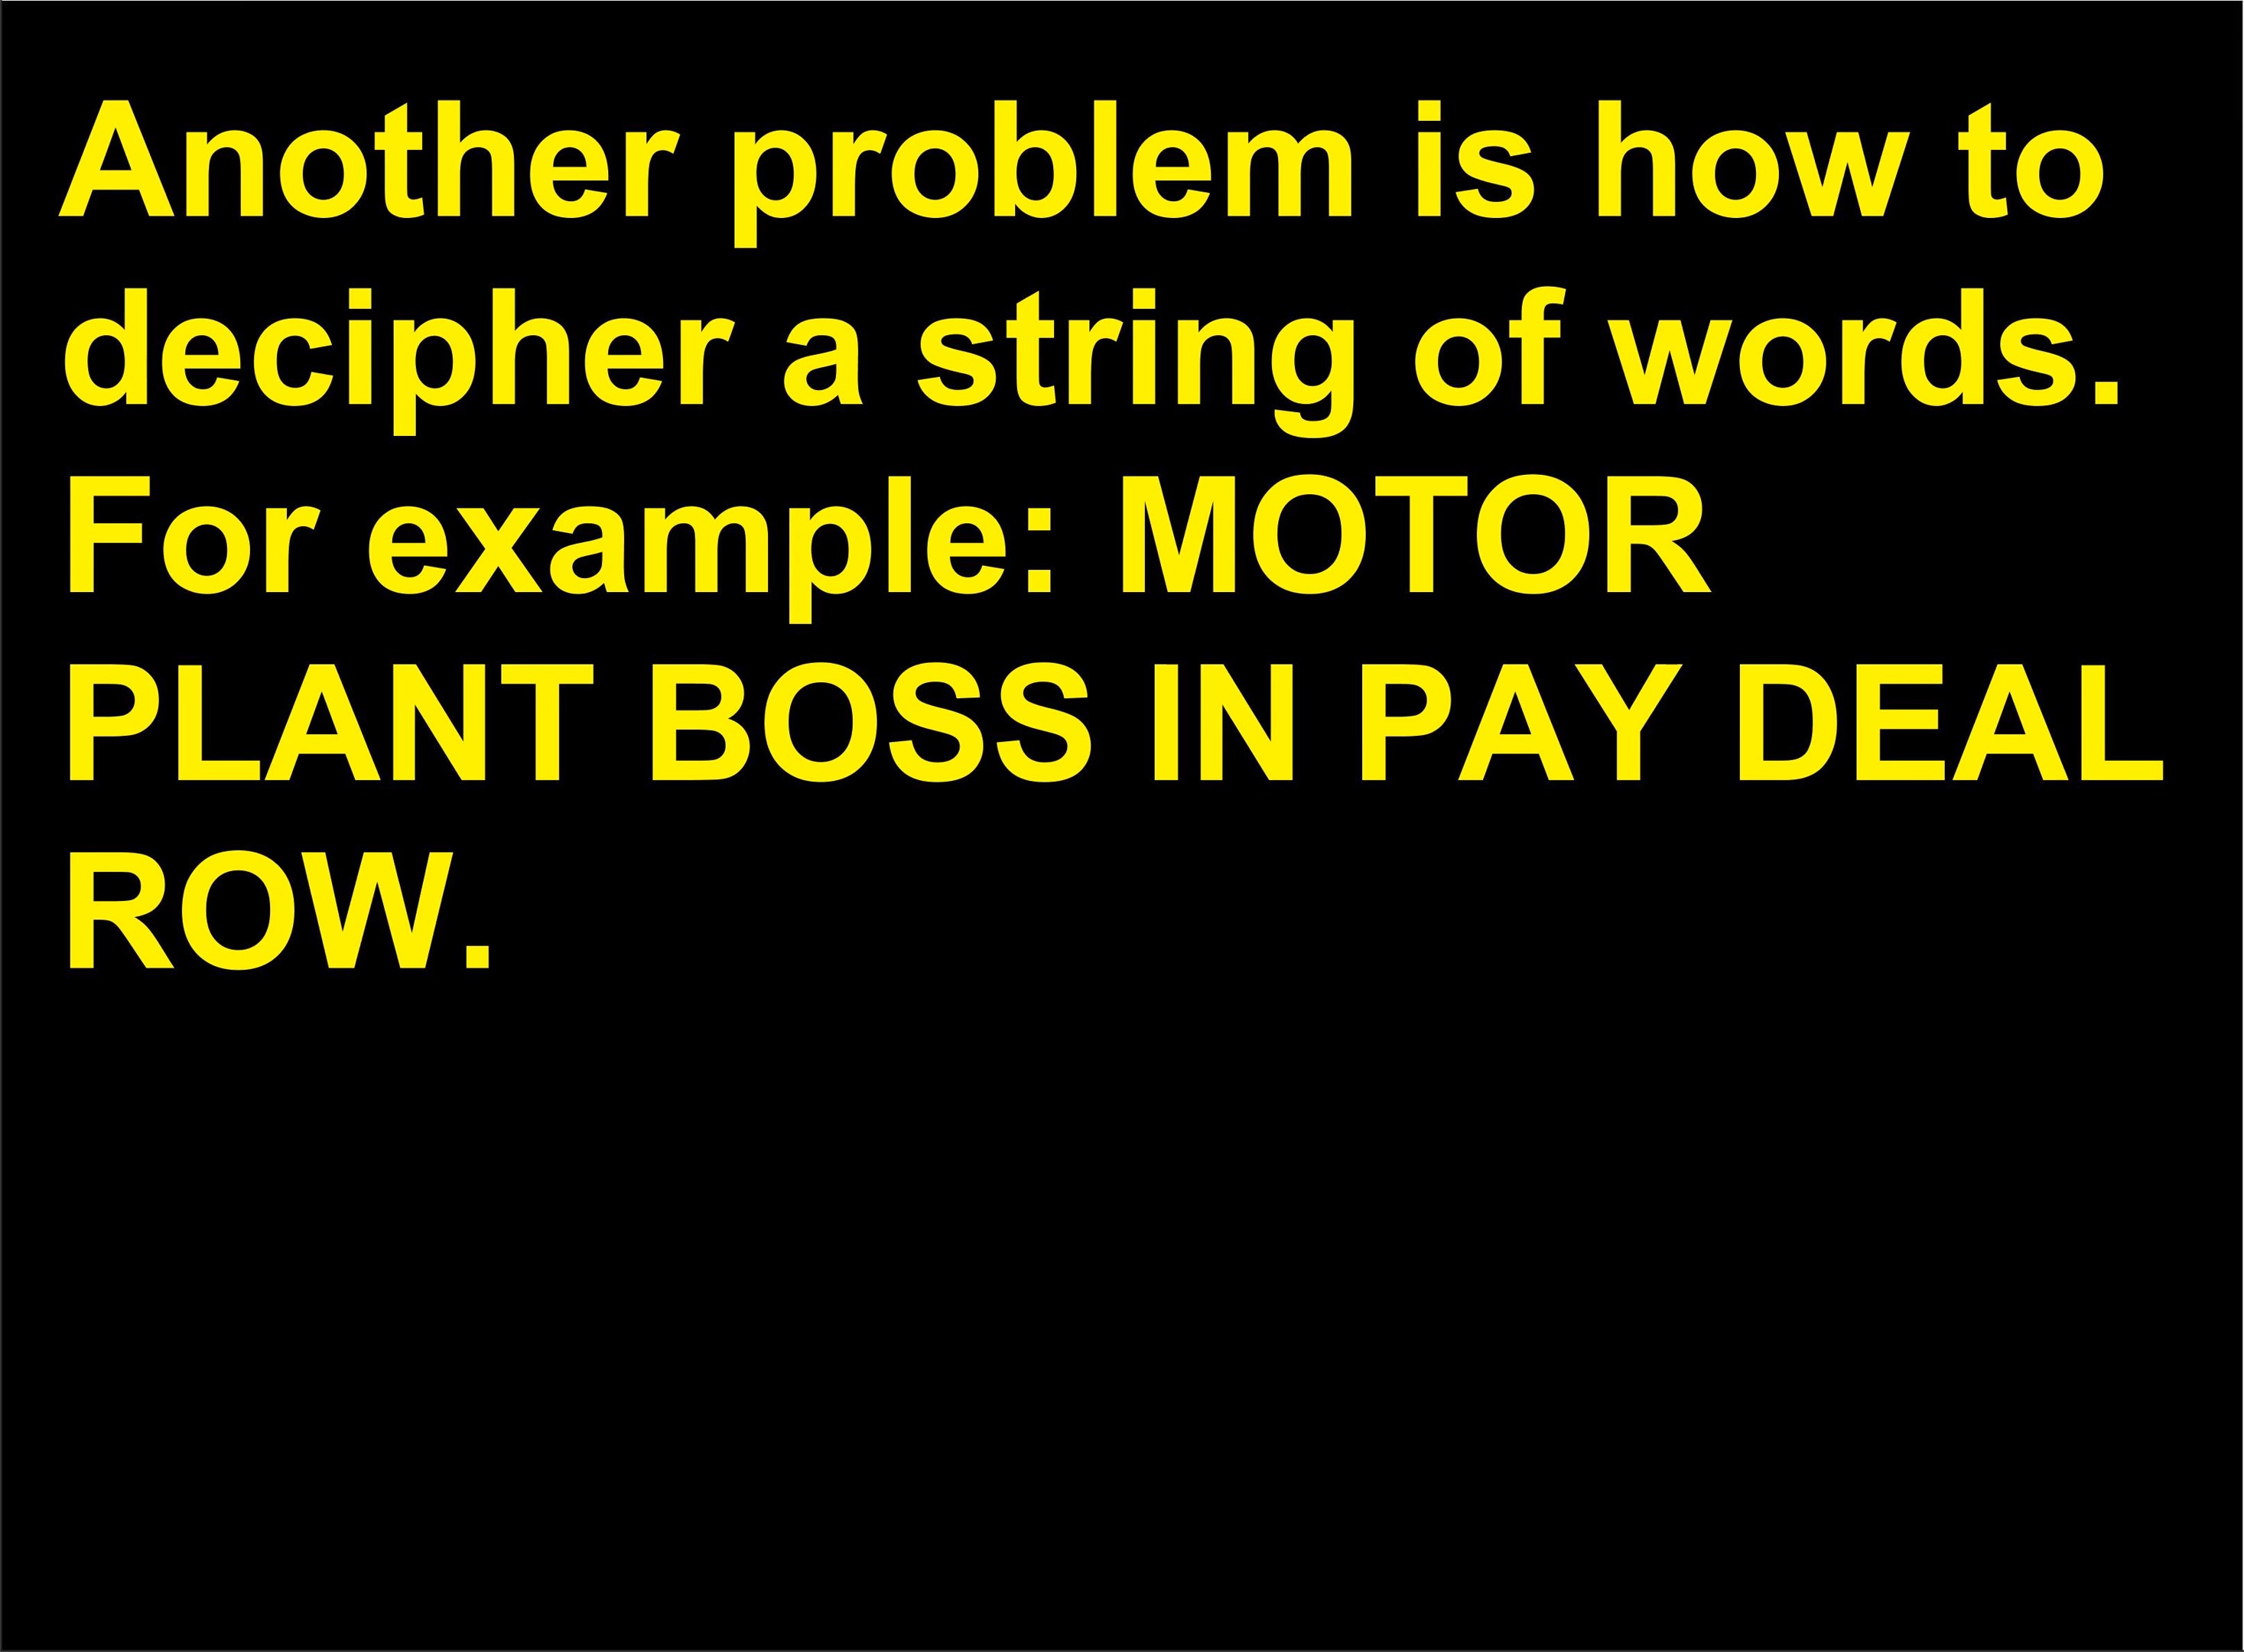 Another problem is how to
decipher a string of words.
For example: MOTOR
PLANT BOSS IN PAY DEAL
ROW.